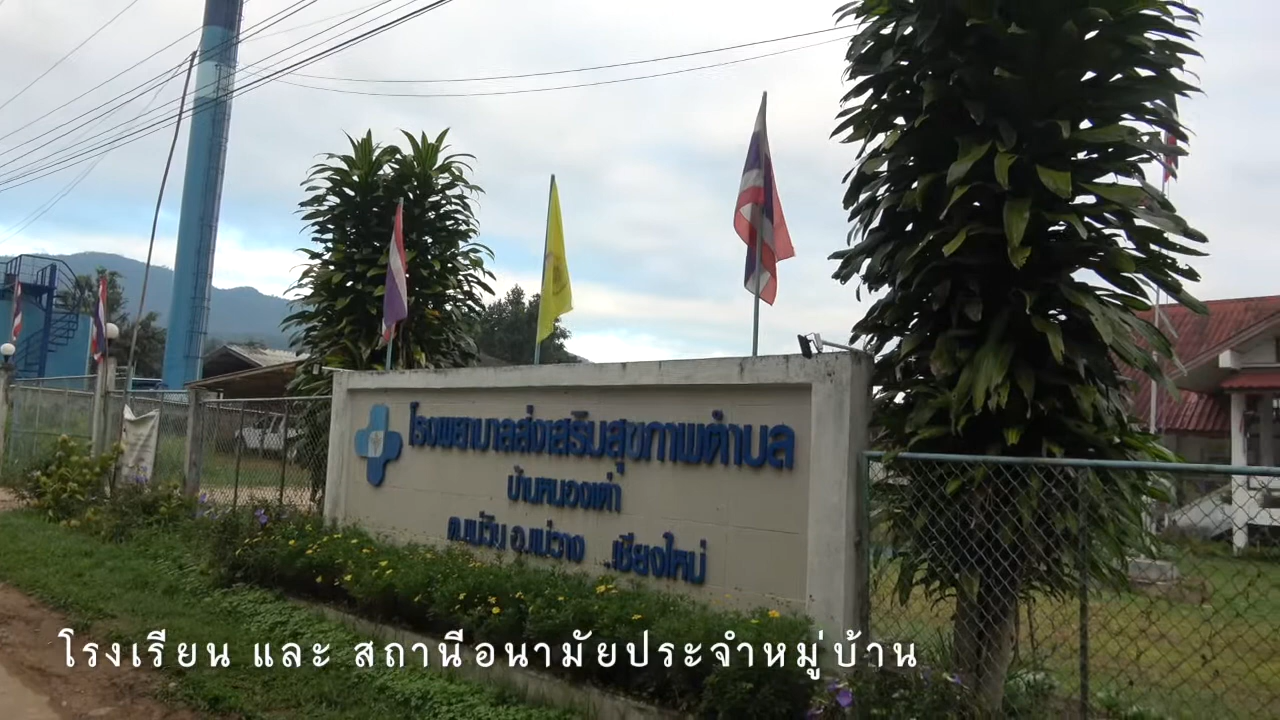 โรงพยาบาลส่งเสริมสุขภาพตำบล
บ้านหนองเต่า
ต.แม่วิน อ.แม่วาง .เชียงใหม่
โรงเรียน และ สถานีอนามัยประจำหมู่บ้าน